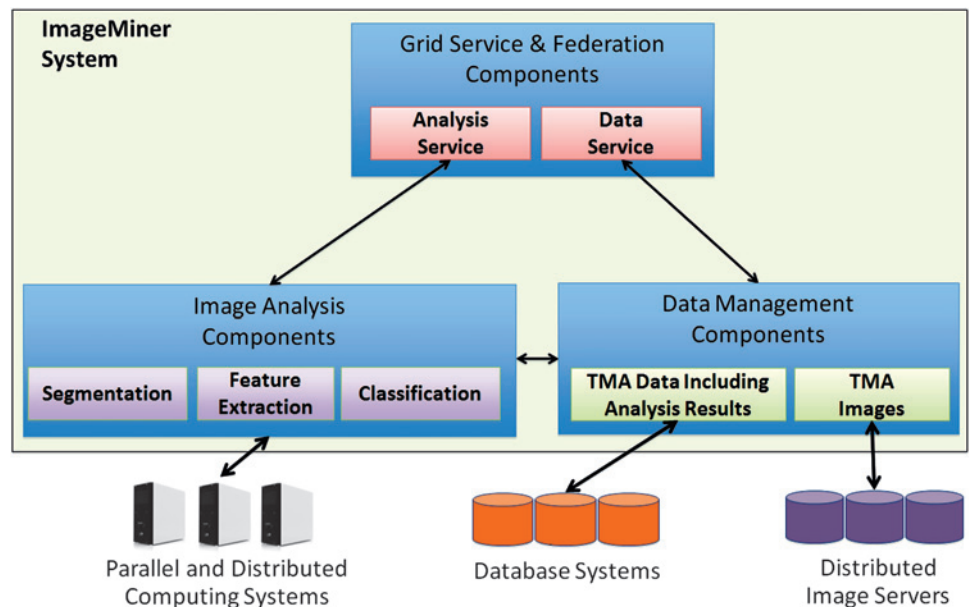 ImageMiner
System
Grid Service & Federation
Components
Analysis
Service
Data
Service
Image Analysis
Components
Segmentation
Feature
Extraction
Classification
Data Management
Components
TMA Data Including
Analysis Results
TMA
Images
Parallel and Distributed
Computing Systems
Database Systems
Distributed
Image Servers